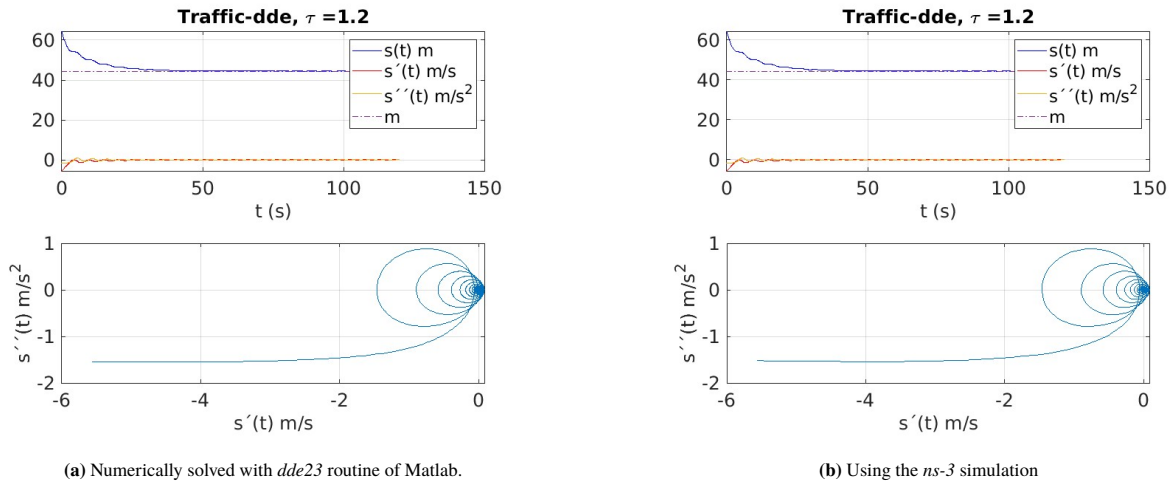 Traffic-dde, τ =1.2
60
40
20
0
s(t) m
s´(t) m/s
s´´(t) m/s²
m
0 50 100 150
t (s)
s´´(t) m/s²
1
0
-1
-2
-6 -4 -2 0
s´(t) m/s
(a) Numerically solved with dde23 routine of Matlab.
Traffic-dde, τ =1.2
60
40
20
0
s(t) m
s´(t) m/s
s´´(t) m/s²
m
0 50 100 150
t (s)
s´´(t) m/s²
1
0
-1
-2
-6 -4 -2 0
s´(t) m/s
(b) Using the ns-3 simulation